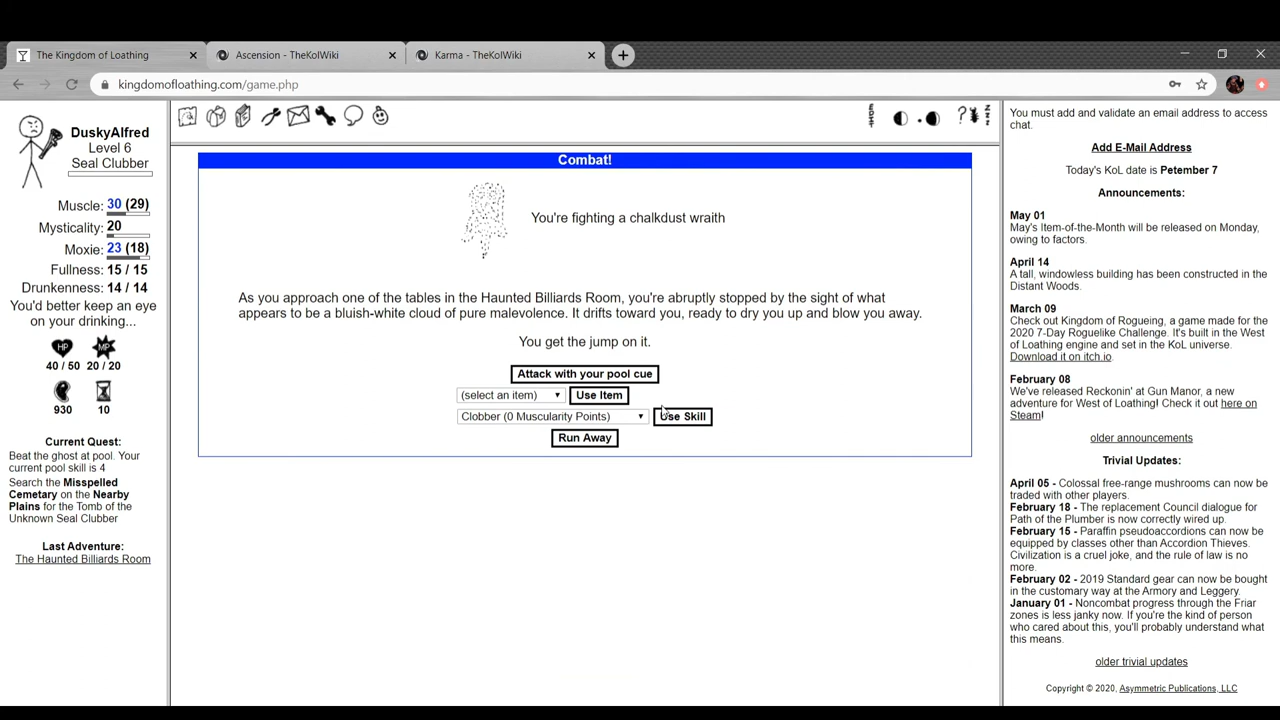 The Kingdom of Loathing
Ascension - TheKolWiki
Karma - TheKolWiki
kingdomofloathing.com/game.php
DuskyAlfred
Level 6
Seal Clubber
Muscle: 30 (29)
Mysticality: 20
Moxie: 23 (18)
Fullness: 15 / 15
Drunkenness: 14 / 14
You'd better keep an eye
on your drinking...
HP MP
40 / 50 20 / 20
930 10
Current Quest:
Beat the ghost at pool. Your
current pool skill is 4
Search the Misspelled
Cemetary on the Nearby
Plains for the Tomb of the
Unknown Seal Clubber
Last Adventure:
The Haunted Billiards Room
Combat!
You're fighting a chalkdust wraith
As you approach one of the tables in the Haunted Billiards Room, you're abruptly stopped by the sight of what
appears to be a bluish-white cloud of pure malevolence. It drifts toward you, ready to dry you up and blow you away.
You get the jump on it.
Attack with your pool cue
(select an item) Use Item
Clobber (0 Muscularity Points) Use Skill
Run Away
You must add and validate an email address to access
chat.
Add E-Mail Address
Today's KoL date is Petember 7
Announcements:
May 01
May's Item-of-the-Month will be released on Monday,
owing to factors.
April 14
A tall, windowless building has been constructed in the
Distant Woods.
March 09
Check out Kingdom of Rogueing, a game made for the
2020 7-Day Roguelike Challenge. It's built in the West
of Loathing engine and set in the KoL universe.
Download it on itch.io.
February 08
We've released Reckonin' at Gun Manor, a new
adventure for West of Loathing! Check it out here on
Steam!
older announcements
Trivial Updates:
April 05 - Colossal free-range mushrooms can now be
traded with other players.
February 18 - The replacement Council dialogue for
Path of the Plumber is now correctly wired up.
February 15 - Paraffin pseudoaccordions can now be
equipped by classes other than Accordion Thieves.
Civilization is a cruel joke, and the rule of law is no
more.
February 02 - 2019 Standard gear can now be bought
in the customary way at the Armory and Leggery.
January 01 - Noncombat progress through the Friar
zones is less janky now. If you're the kind of person
who cared about this, you'll probably understand what
this means.
older trivial updates
Copyright © 2020, Asymmetric Publications, LLC